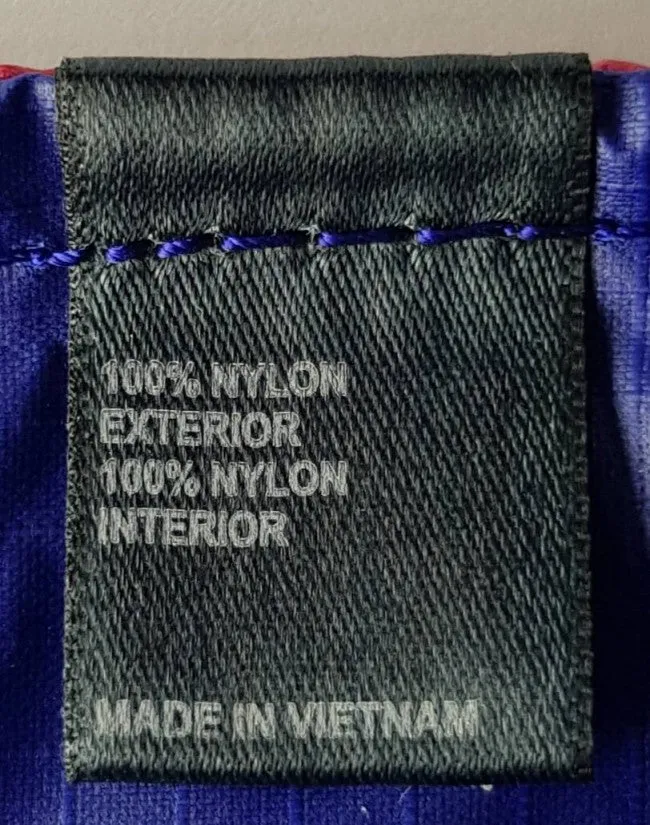 100% NYLON
EXTERIOR
100% NYLON
INTERIOR
MADE IN VIETNAM